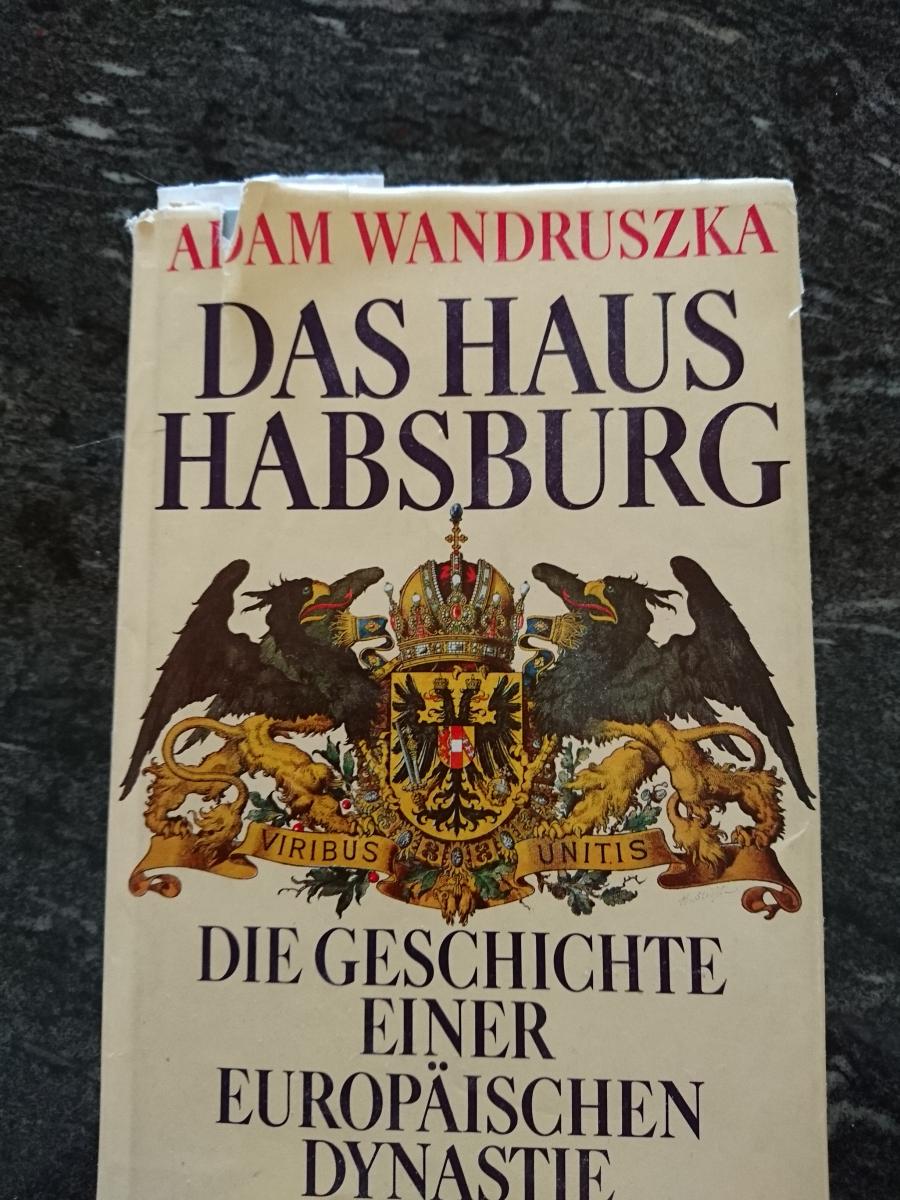 ADAM WANDRUSZKA
DAS HAUS
HABSBURG
VIRIBUS UNITIS
DIE GESCHICHTE
EINER
EUROPÄISCHEN
DYNASTIE